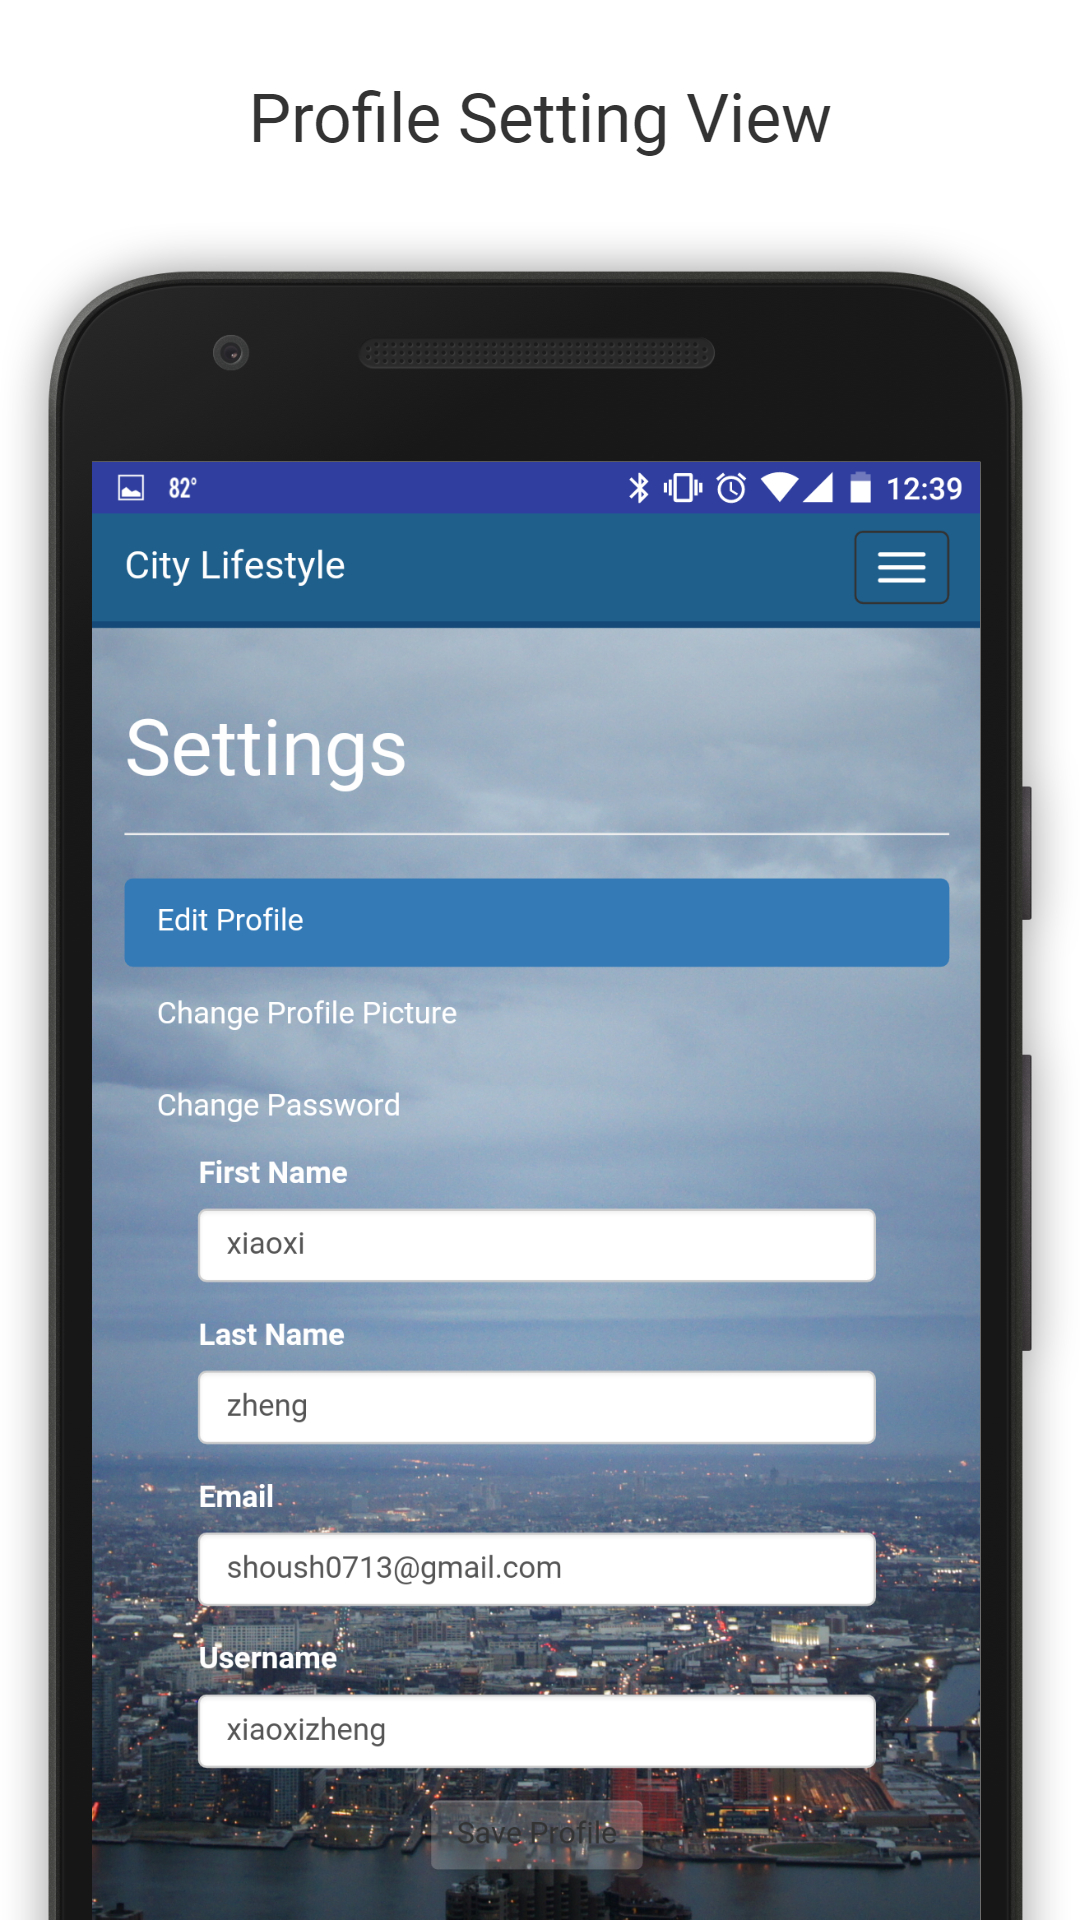 Profile Setting View
82° 12:39
City Lifestyle
Settings
Edit Profile
Change Profile Picture
Change Password
First Name
xiaoxi
Last Name
zheng
Email
shoush0713@gmail.com
Username
xiaoxizheng
Save Profile